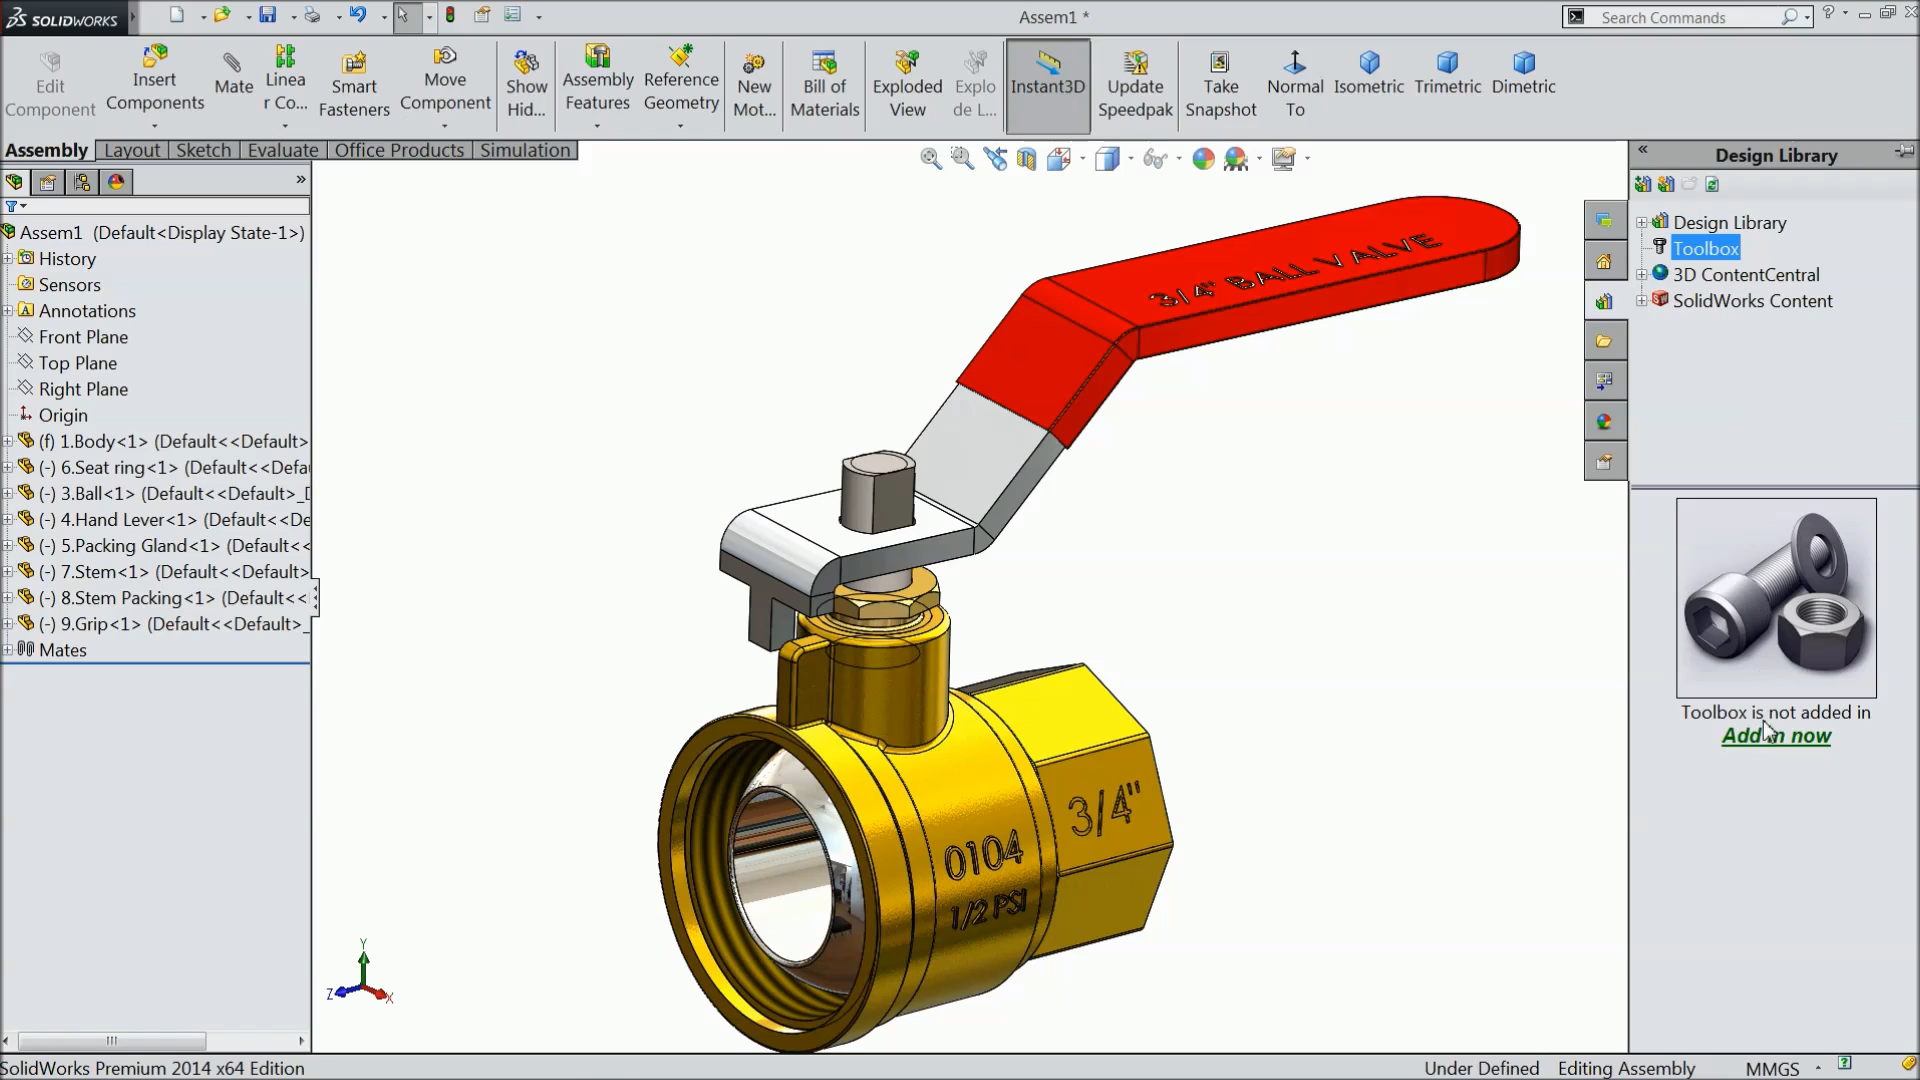 SOLIDWORKS
Assem1 *
Search Commands
Edit Component
Insert Components
Mate
Linea r Co...
Smart Fasteners
Move Component
Show Hid...
Assembly Features
Reference Geometry
New Mot...
Bill of Materials
Exploded View
Explo de L...
Instant3D
Update Speedpak
Take Snapshot
Normal To
Isometric
Trimetric
Dimetric
Assembly
Layout
Sketch
Evaluate
Office Products
Simulation
Design Library
Assem1 (Default<Display State-1>)
History
Sensors
Annotations
Front Plane
Top Plane
Right Plane
Origin
(f) 1.Body<1> (Default<<Default>
(-) 6.Seat ring<1> (Default<<Defa
(-) 3.Ball<1> (Default<<Default>_D
(-) 4.Hand Lever<1> (Default<<De
(-) 5.Packing Gland<1> (Default<<
(-) 7.Stem<1> (Default<<Default>
(-) 8.Stem Packing<1> (Default<<
(-) 9.Grip<1> (Default<<Default>_
Mates
3/4" BALL VALVE
3/4"
0104
1/2 PSI
Y
Z
X
Design Library
Toolbox
3D ContentCentral
SolidWorks Content
Toolbox is not added in
Add in now
SolidWorks Premium 2014 x64 Edition
Under Defined
Editing Assembly
MMGS